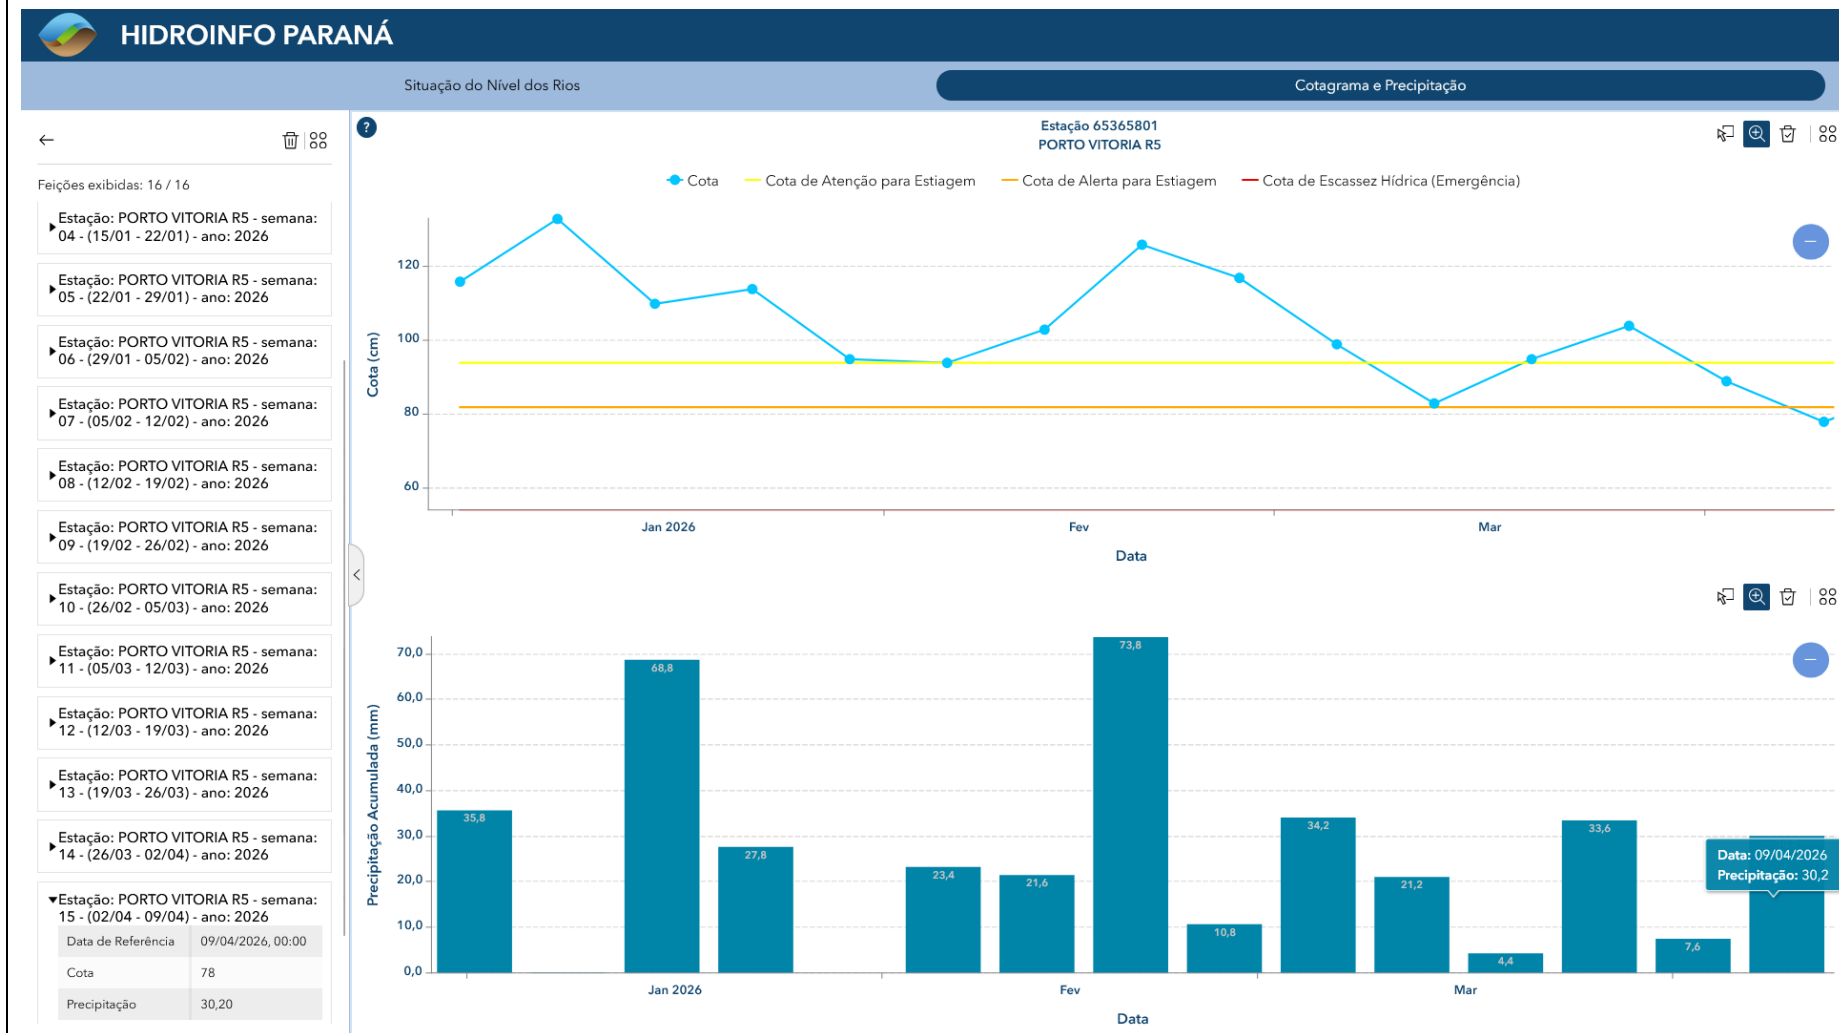 HIDROINFO PARANÁ
Situação do Nível dos Rios
Cotagrama e Precipitação
Feições exibidas: 16 / 16
Estação: PORTO VITORIA R5 - semana:
04 - (15/01 - 22/01) - ano: 2026
Estação: PORTO VITORIA R5 - semana:
05 - (22/01 - 29/01) - ano: 2026
Estação: PORTO VITORIA R5 - semana:
06 - (29/01 - 05/02) - ano: 2026
Estação: PORTO VITORIA R5 - semana:
07 - (05/02 - 12/02) - ano: 2026
Estação: PORTO VITORIA R5 - semana:
08 - (12/02 - 19/02) - ano: 2026
Estação: PORTO VITORIA R5 - semana:
09 - (19/02 - 26/02) - ano: 2026
Estação: PORTO VITORIA R5 - semana:
10 - (26/02 - 05/03) - ano: 2026
Estação: PORTO VITORIA R5 - semana:
11 - (05/03 - 12/03) - ano: 2026
Estação: PORTO VITORIA R5 - semana:
12 - (12/03 - 19/03) - ano: 2026
Estação: PORTO VITORIA R5 - semana:
13 - (19/03 - 26/03) - ano: 2026
Estação: PORTO VITORIA R5 - semana:
14 - (26/03 - 02/04) - ano: 2026
Estação: PORTO VITORIA R5 - semana:
15 - (02/04 - 09/04) - ano: 2026
Data de Referência 09/04/2026, 00:00
Cota 78
Precipitação 30,20
?
Estação 65365801
PORTO VITORIA R5
Cota Cota de Atenção para Estiagem Cota de Alerta para Estiagem Cota de Escassez Hídrica (Emergência)
Cota (cm)
120
100
80
60
Jan 2026 Fev Mar
Data
Precipitação Acumulada (mm)
70,0
60,0
50,0
40,0
30,0
20,0
10,0
0,0
35,8
68,8
27,8
23,4
21,6
73,8
10,8
34,2
21,2
4,4
33,6
7,6
Data: 09/04/2026
Precipitação: 30,2
Jan 2026 Fev Mar
Data